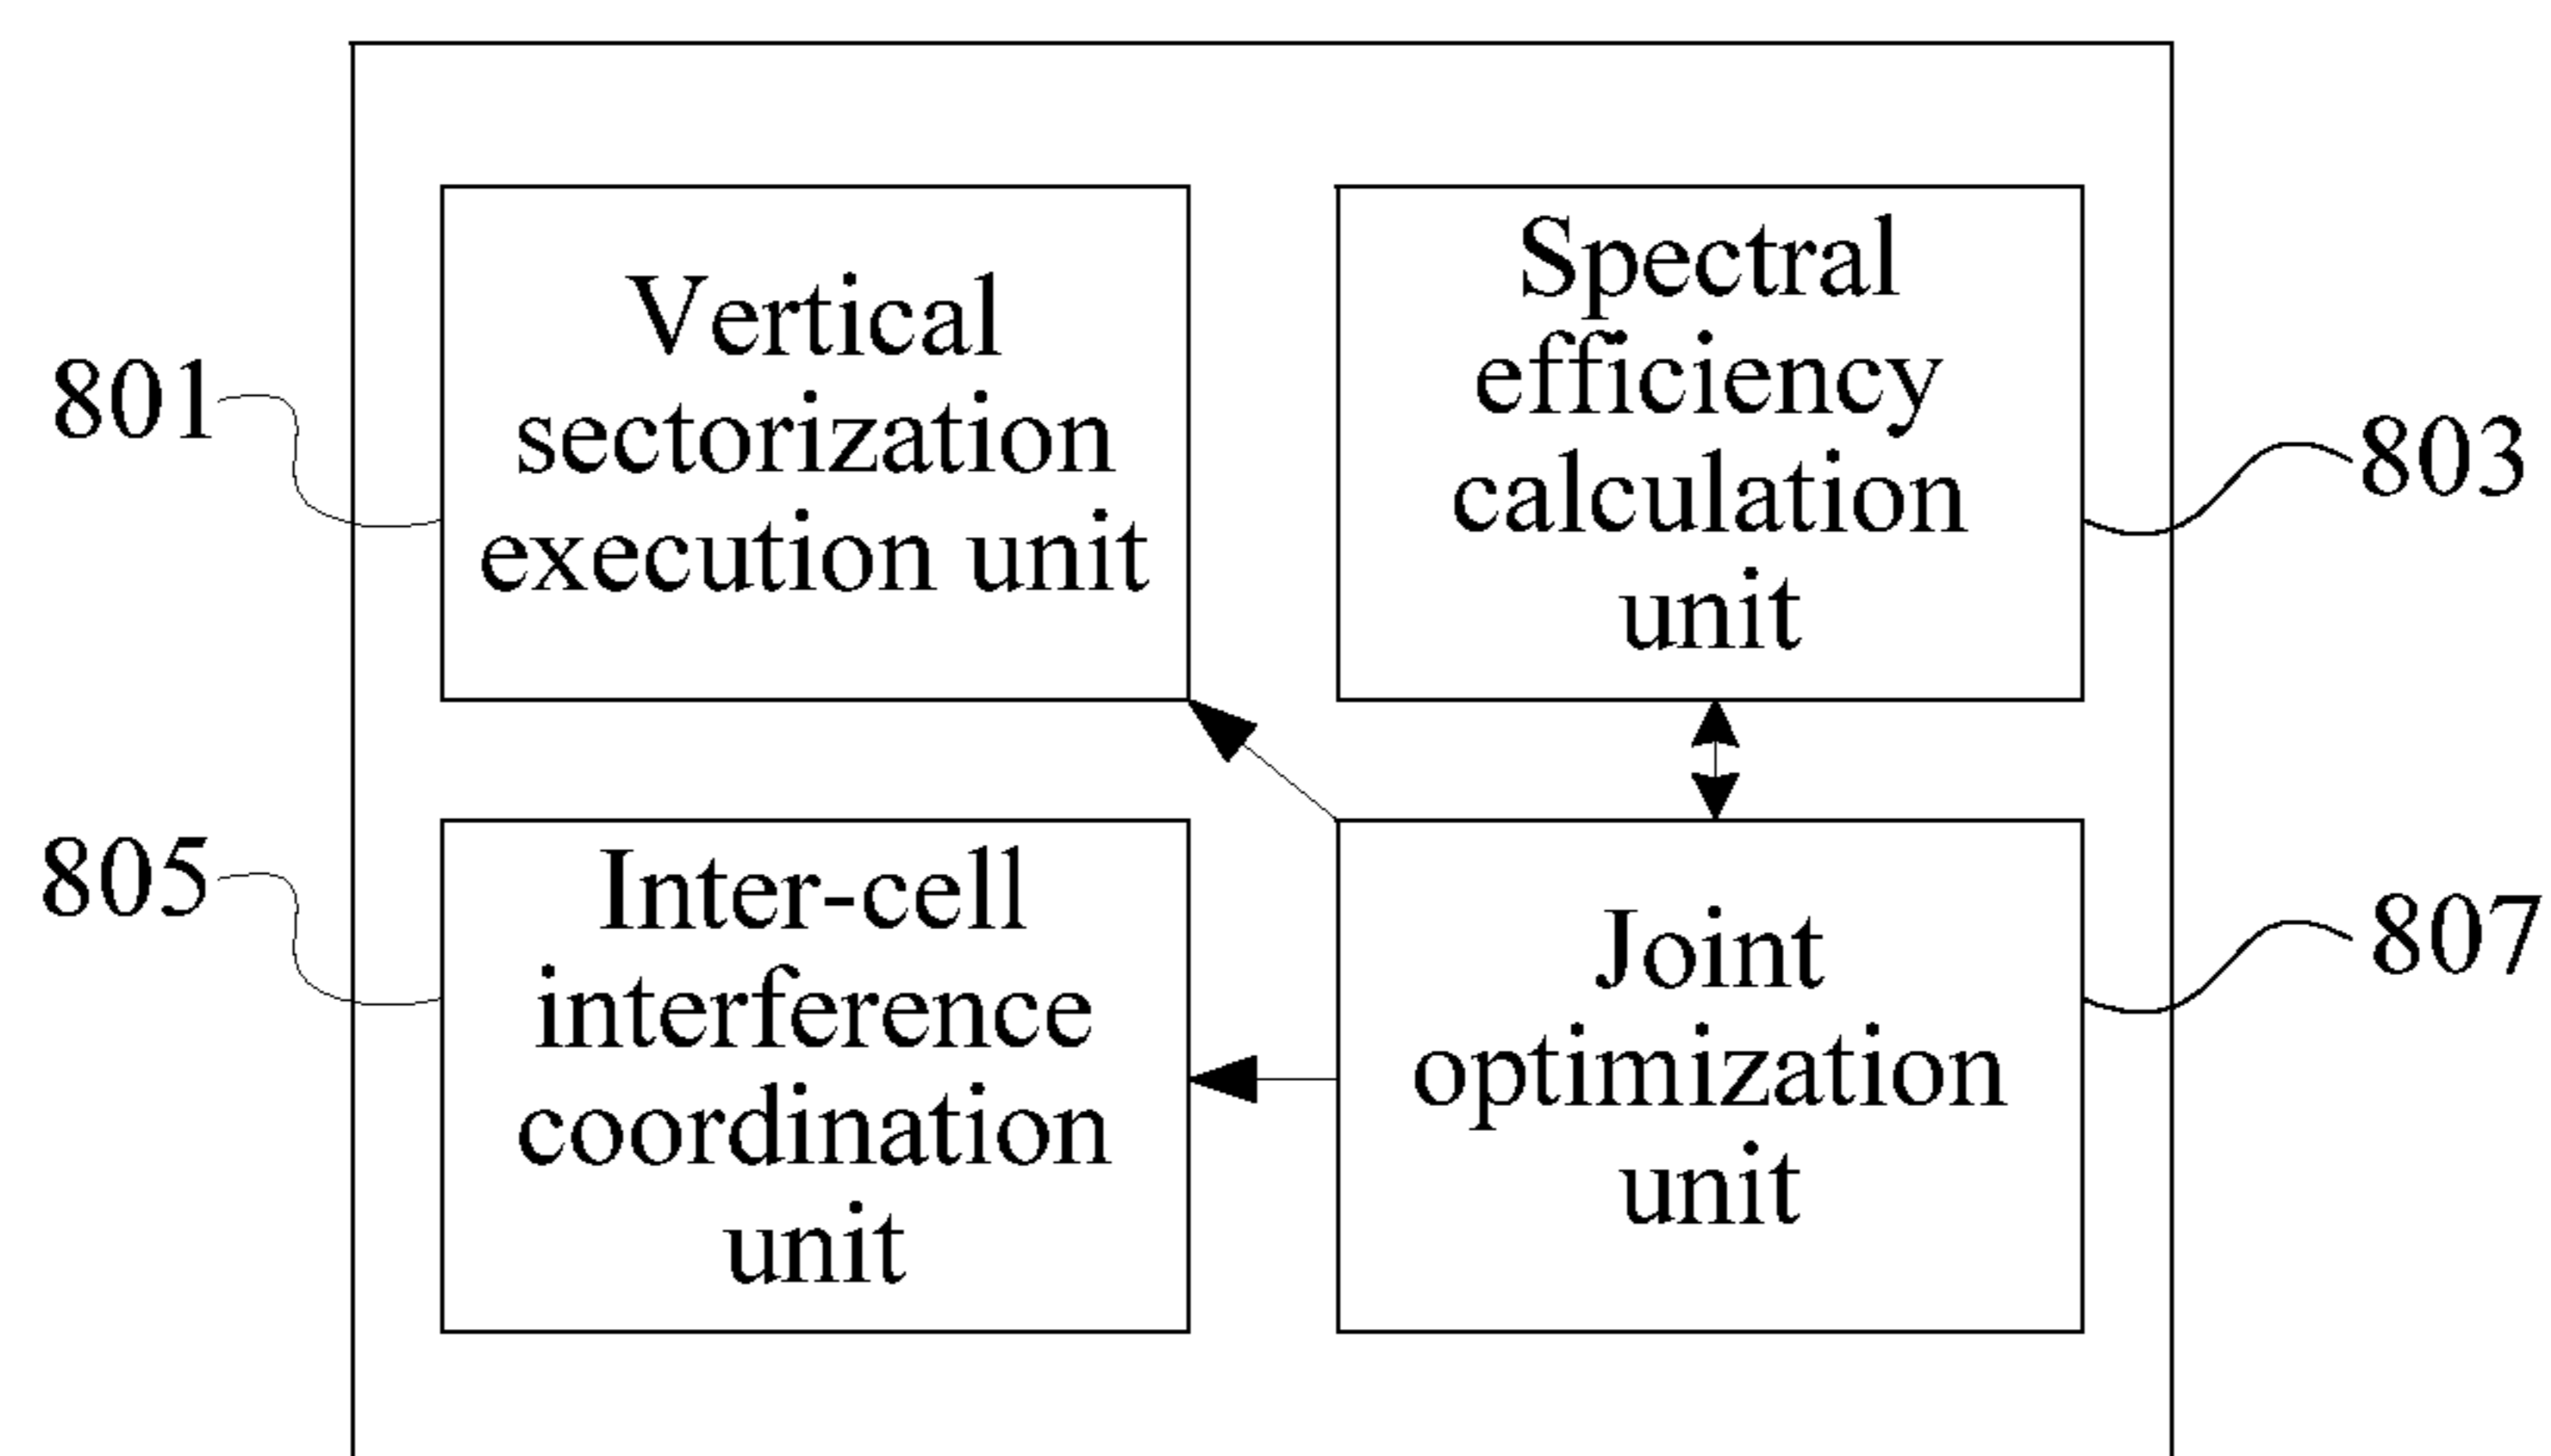 801
Vertical
sectorization
execution unit
Spectral
efficiency
calculation
unit
803
805
Inter-cell
interference
coordination
unit
Joint
optimization
unit
807